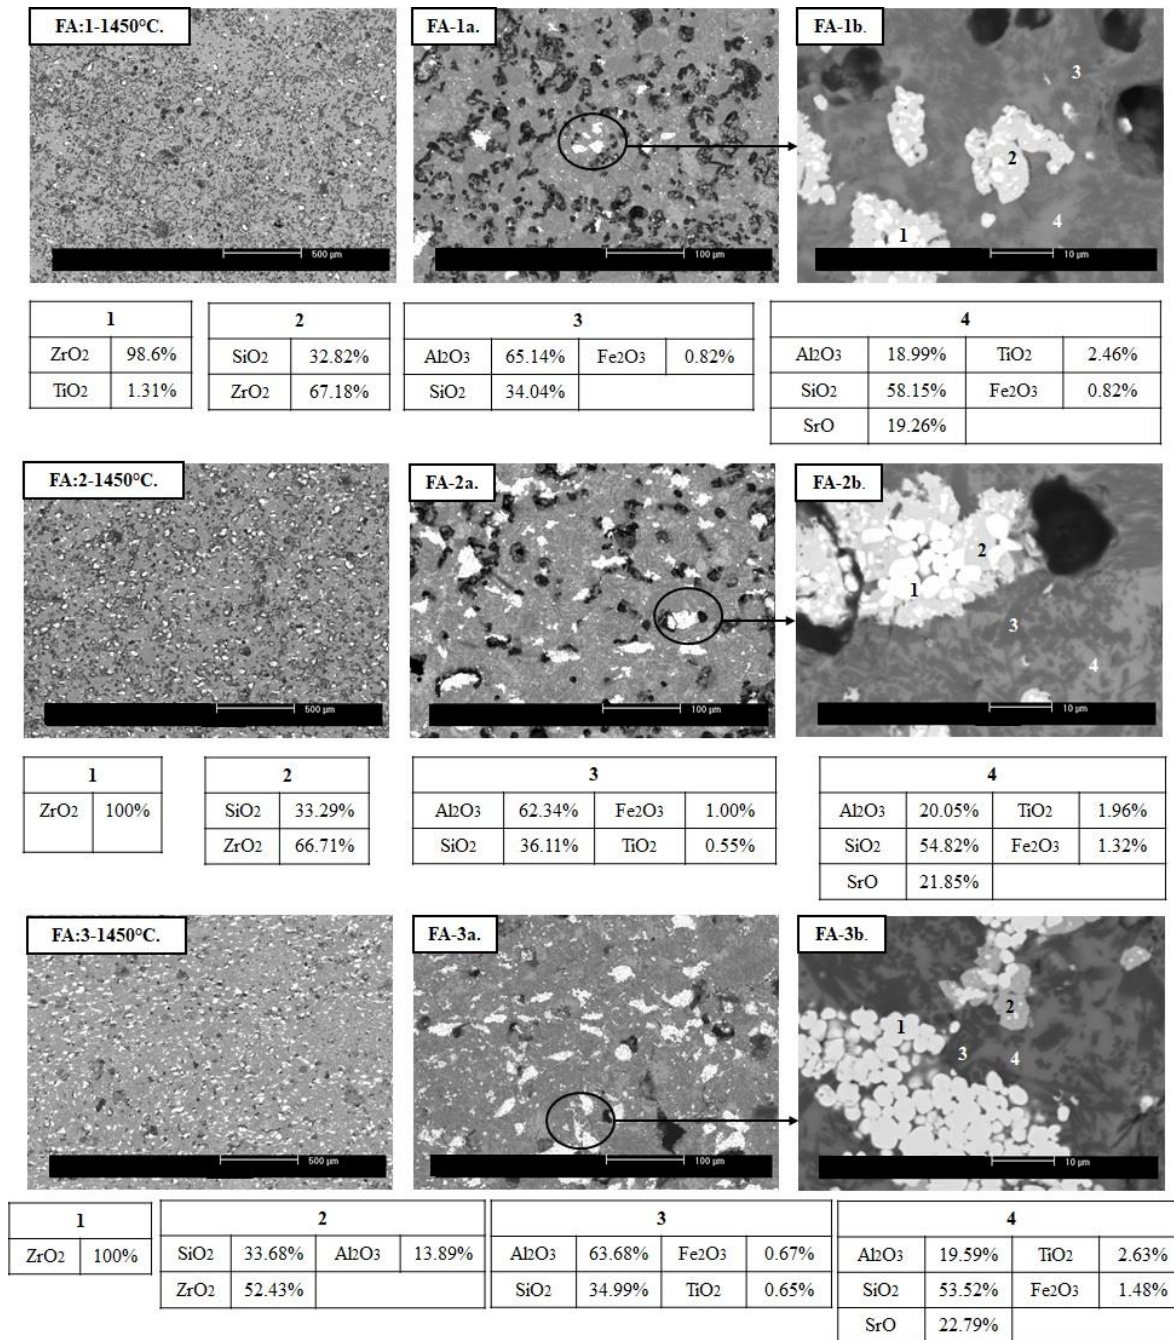 FA:1-1450°C.
FA-1a.
FA-1b.
3
2
4
1
500 µm
100 µm
10 µm
1
ZrO2 98.6%
TiO2 1.31%
2
SiO2 32.82%
ZrO2 67.18%
3
Al2O3 65.14% Fe2O3 0.82%
SiO2 34.04%
4
Al2O3 18.99% TiO2 2.46%
SiO2 58.15% Fe2O3 0.82%
SrO 19.26%
FA:2-1450°C.
FA-2a.
FA-2b.
2
1
3
4
500 µm
100 µm
10 µm
1
ZrO2 100%
2
SiO2 33.29%
ZrO2 66.71%
3
Al2O3 62.34% Fe2O3 1.00%
SiO2 36.11% TiO2 0.55%
4
Al2O3 20.05% TiO2 1.96%
SiO2 54.82% Fe2O3 1.32%
SrO 21.85%
FA:3-1450°C.
FA-3a.
FA-3b.
2
1
3
4
500 µm
100 µm
10 µm
1
ZrO2 100%
2
SiO2 33.68% Al2O3 13.89%
ZrO2 52.43%
3
Al2O3 63.68% Fe2O3 0.67%
SiO2 34.99% TiO2 0.65%
4
Al2O3 19.59% TiO2 2.63%
SiO2 53.52% Fe2O3 1.48%
SrO 22.79%